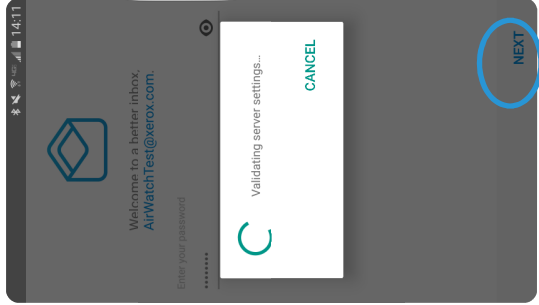 14:11
Welcome to a better inbox,
AirWatchTest@xerox.com.
Enter your password
••••••••
Validating server settings...
CANCEL
NEXT